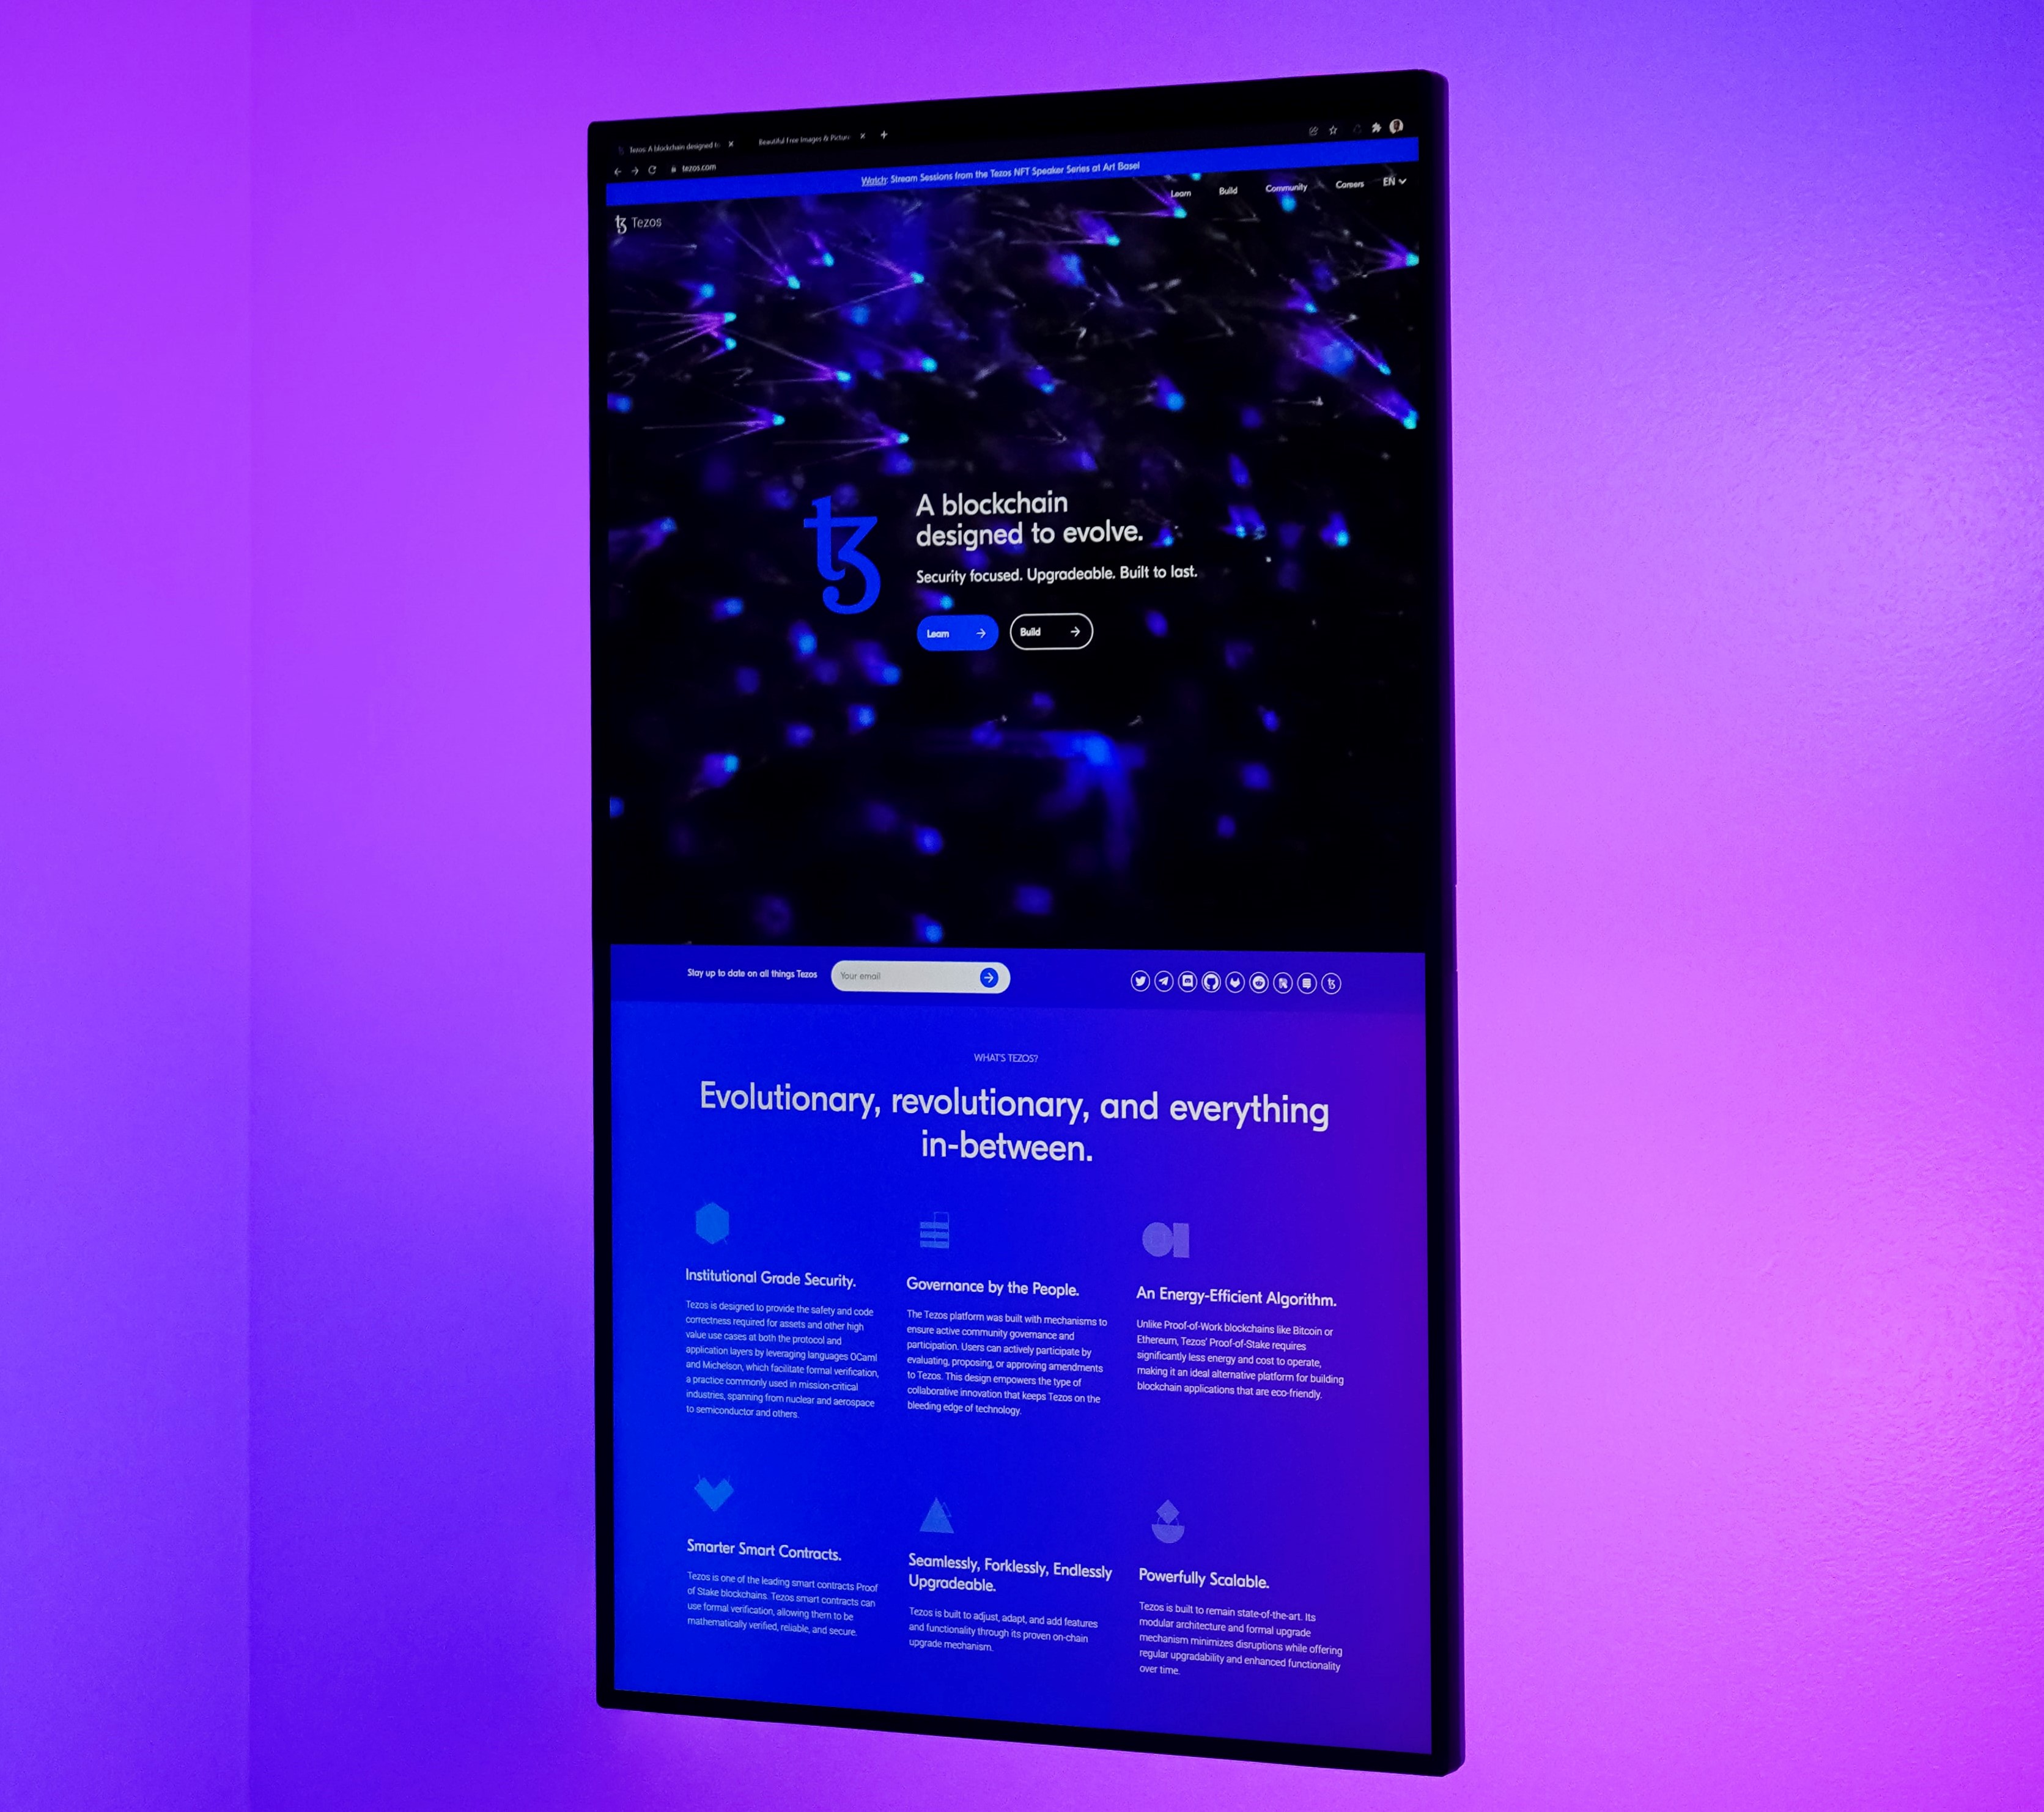 Tezos: A blockchain designed to
Beautiful Free Images & Pictur
tezos.com
Watch: Stream Sessions from the Tezos NFT Speaker Series at Art Basel
Tezos
Learn
Build
Community
Careers
EN
A blockchain
designed to evolve.
Security focused. Upgradeable. Built to last.
Learn
Build
Stay up to date on all things Tezos
Your email
WHAT'S TEZOS?
Evolutionary, revolutionary, and everything
in-between.
Institutional Grade Security.
Tezos is designed to provide the safety and code
correctness required for assets and other high
value use cases at both the protocol and
application layers by leveraging languages OCaml
and Michelson, which facilitate formal verification,
a practice commonly used in mission-critical
industries, spanning from nuclear and aerospace
to semiconductor and others.
Governance by the People.
The Tezos platform was built with mechanisms to
ensure active community governance and
participation. Users can actively participate by
evaluating, proposing, or approving amendments
to Tezos. This design empowers the type of
collaborative innovation that keeps Tezos on the
bleeding edge of technology.
An Energy-Efficient Algorithm.
Unlike Proof-of-Work blockchains like Bitcoin or
Ethereum, Tezos' Proof-of-Stake requires
significantly less energy and cost to operate,
making it an ideal alternative platform for building
blockchain applications that are eco-friendly.
Smarter Smart Contracts.
Tezos is one of the leading smart contracts Proof
of Stake blockchains. Tezos smart contracts can
use formal verification, allowing them to be
mathematically verified, reliable, and secure.
Seamlessly, Forklessly, Endlessly
Upgradeable.
Tezos is built to adjust, adapt, and add features
and functionality through its proven on-chain
upgrade mechanism.
Powerfully Scalable.
Tezos is built to remain state-of-the-art. Its
modular architecture and formal upgrade
mechanism minimizes disruptions while offering
regular upgradability and enhanced functionality
over time.